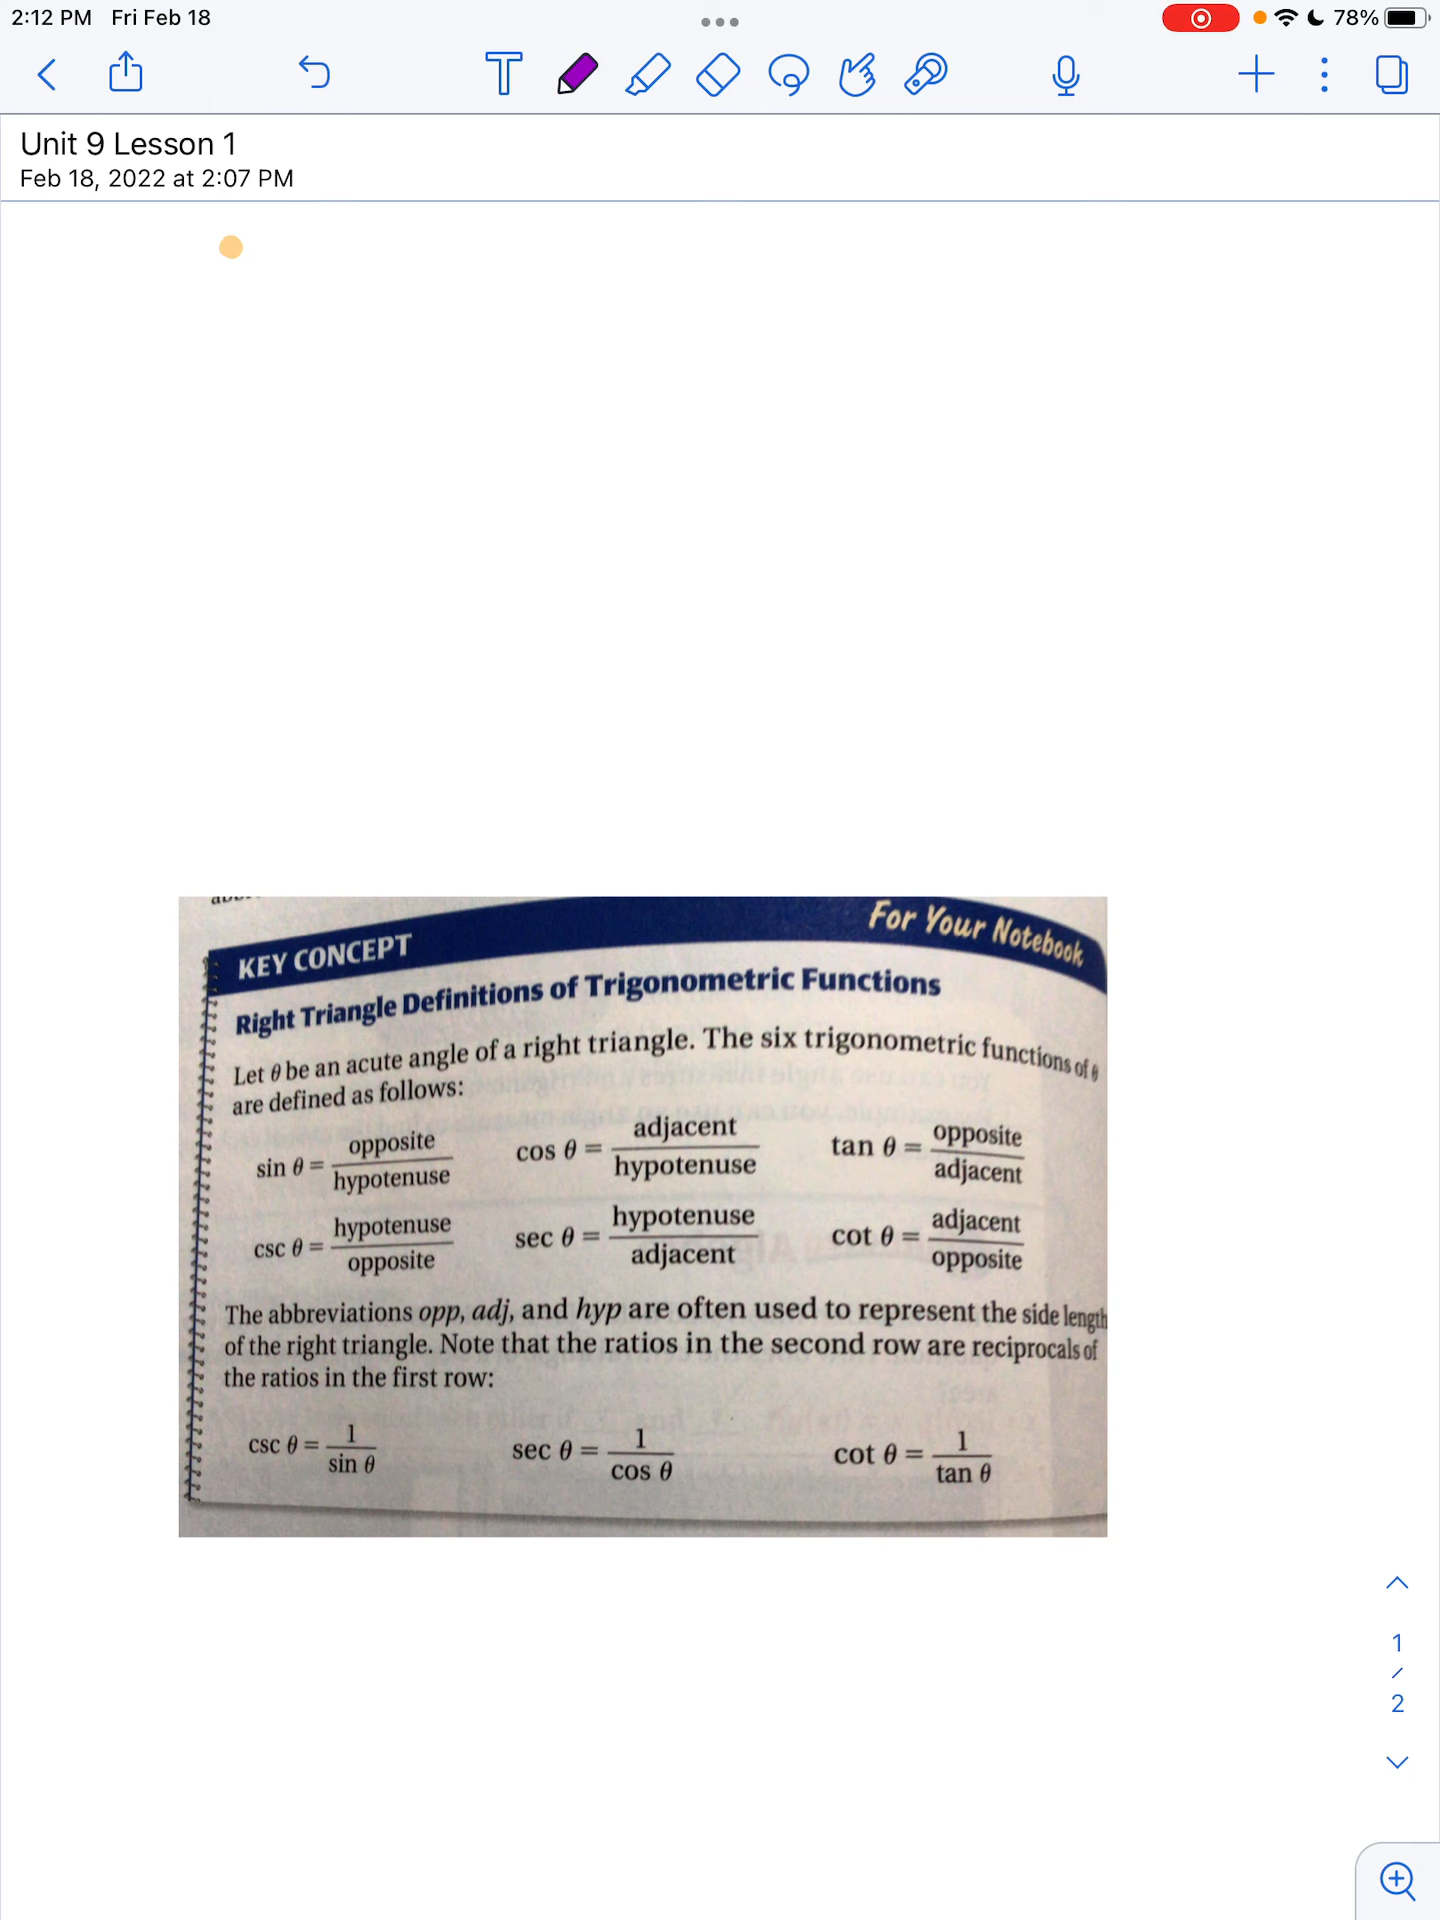 2:12 PM Fri Feb 18
78%
Unit 9 Lesson 1
Feb 18, 2022 at 2:07 PM
For Your Notebook
KEY CONCEPT
Right Triangle Definitions of Trigonometric Functions
Let θ be an acute angle of a right triangle. The six trigonometric functions of θ
are defined as follows:
sin θ = opposite / hypotenuse cos θ = adjacent / hypotenuse tan θ = opposite / adjacent
csc θ = hypotenuse / opposite sec θ = hypotenuse / adjacent cot θ = adjacent / opposite
The abbreviations opp, adj, and hyp are often used to represent the side length
of the right triangle. Note that the ratios in the second row are reciprocals of
the ratios in the first row:
csc θ = 1 / sin θ sec θ = 1 / cos θ cot θ = 1 / tan θ
1
/
2